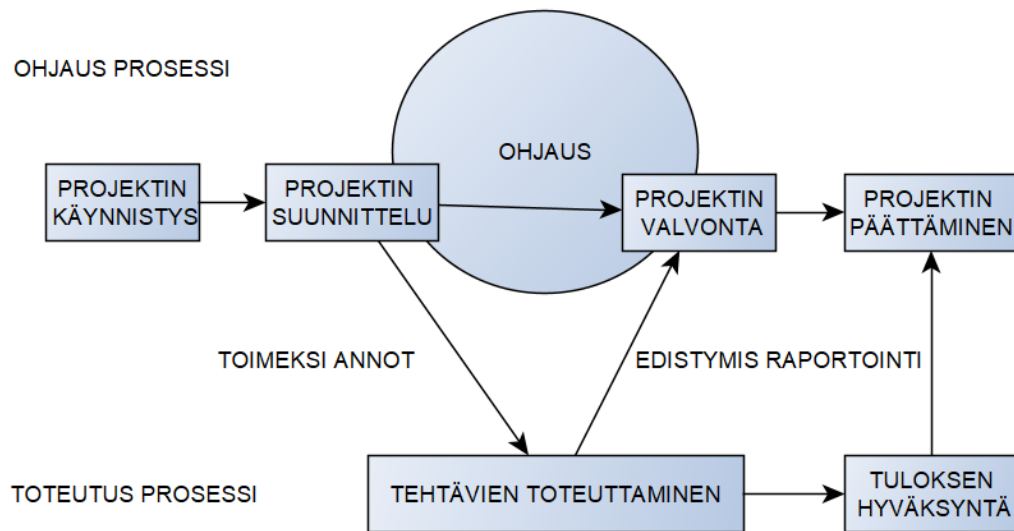 OHJAUS PROSESSI
OHJAUS
PROJEKTIN
KÄYNNISTYS
PROJEKTIN
SUUNNITTELU
PROJEKTIN
VALVONTA
PROJEKTIN
PÄÄTTÄMINEN
TOIMEKSI ANNOT
EDISTYMIS RAPORTOINTI
TOTEUTUS PROSESSI
TEHTÄVIEN TOTEUTTAMINEN
TULOKSEN
HYVÄKSYNTÄ